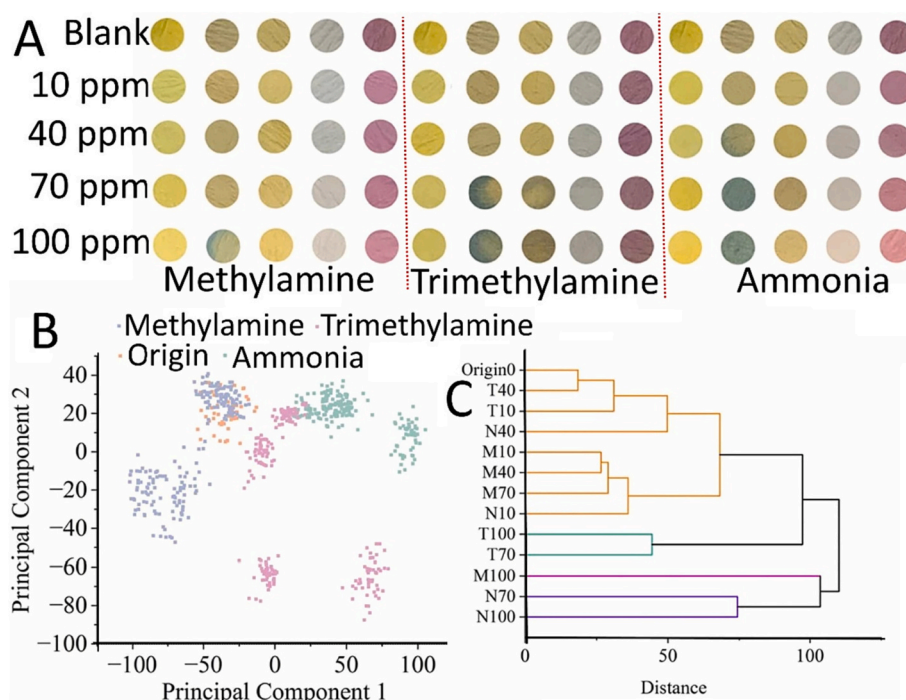 A
Blank
10 ppm
40 ppm
70 ppm
100 ppm
Methylamine Trimethylamine Ammonia
B
Methylamine Trimethylamine
Origin Ammonia
40
20
0
−20
−40
−60
−80
−100
Principal Component 2
−100 −50 0 50 100
Principal Component 1
C
Origin0
T40
T10
N40
M10
M40
M70
N10
T100
T70
M100
N70
N100
0 50 100
Distance